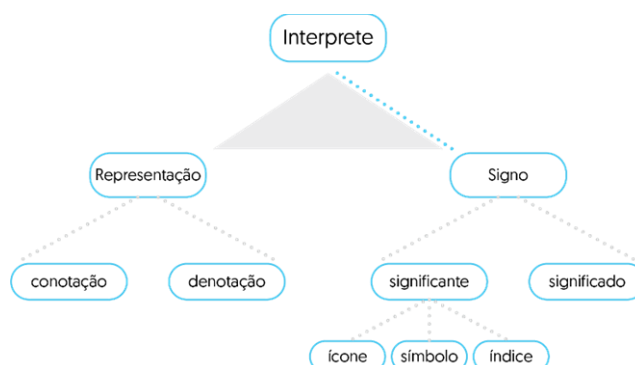 Interprete
Representação
Signo
conotação
denotação
significante
significado
ícone
símbolo
índice